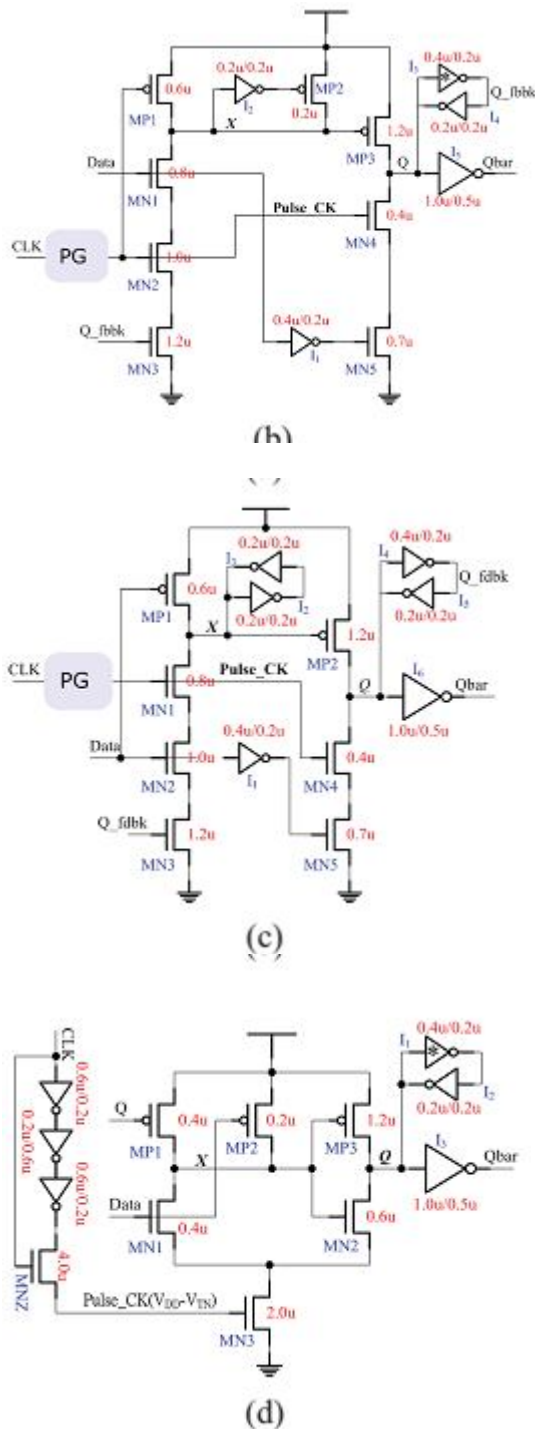 0.4u/0.2u
0.2u/0.2u
I3
Q_fbbk
0.6u
I2
MP2
I4
MP1
0.2u
1.2u
0.2u/0.2u
X
MP3
Q
I5
Qbar
Data
0.8u
1.0u/0.5u
MN1
Pulse_CK
0.4u
CLK
PG
1.0u
MN4
MN2
0.4u/0.2u
Q_fbbk
1.2u
I1
0.7u
MN3
MN5
(b)
0.2u/0.2u
0.4u/0.2u
I3
I4
Q_fdbk
0.6u
I2
I5
MP1
0.2u/0.2u
1.2u
0.2u/0.2u
X
MP2
CLK
Pulse_CK
I6
PG
Q
Qbar
0.8u
MN1
0.4u/0.2u
1.0u/0.5u
Data
1.0u
0.4u
MN2
I1
MN4
Q_fdbk
1.2u
0.7u
MN3
MN5
(c)
CLK
0.4u/0.2u
0.6u/0.2u
I1
Q
I2
0.4u
0.2u
1.2u
0.2u/0.2u
0.2u/0.6u
MP1
MP2
MP3
I3
X
Q
Qbar
0.6u/0.2u
Data
0.4u
0.6u
1.0u/0.5u
MN1
MN2
4.0u
MNZ
Pulse_CK(VDD-VTN)
2.0u
MN3
(d)